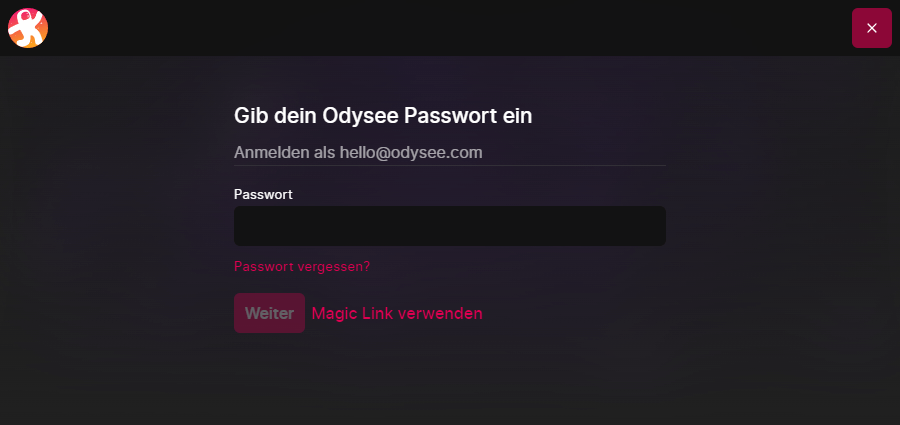 Gib dein Odysee Passwort ein
Anmelden als hello@odysee.com
Passwort
Passwort vergessen?
Weiter Magic Link verwenden